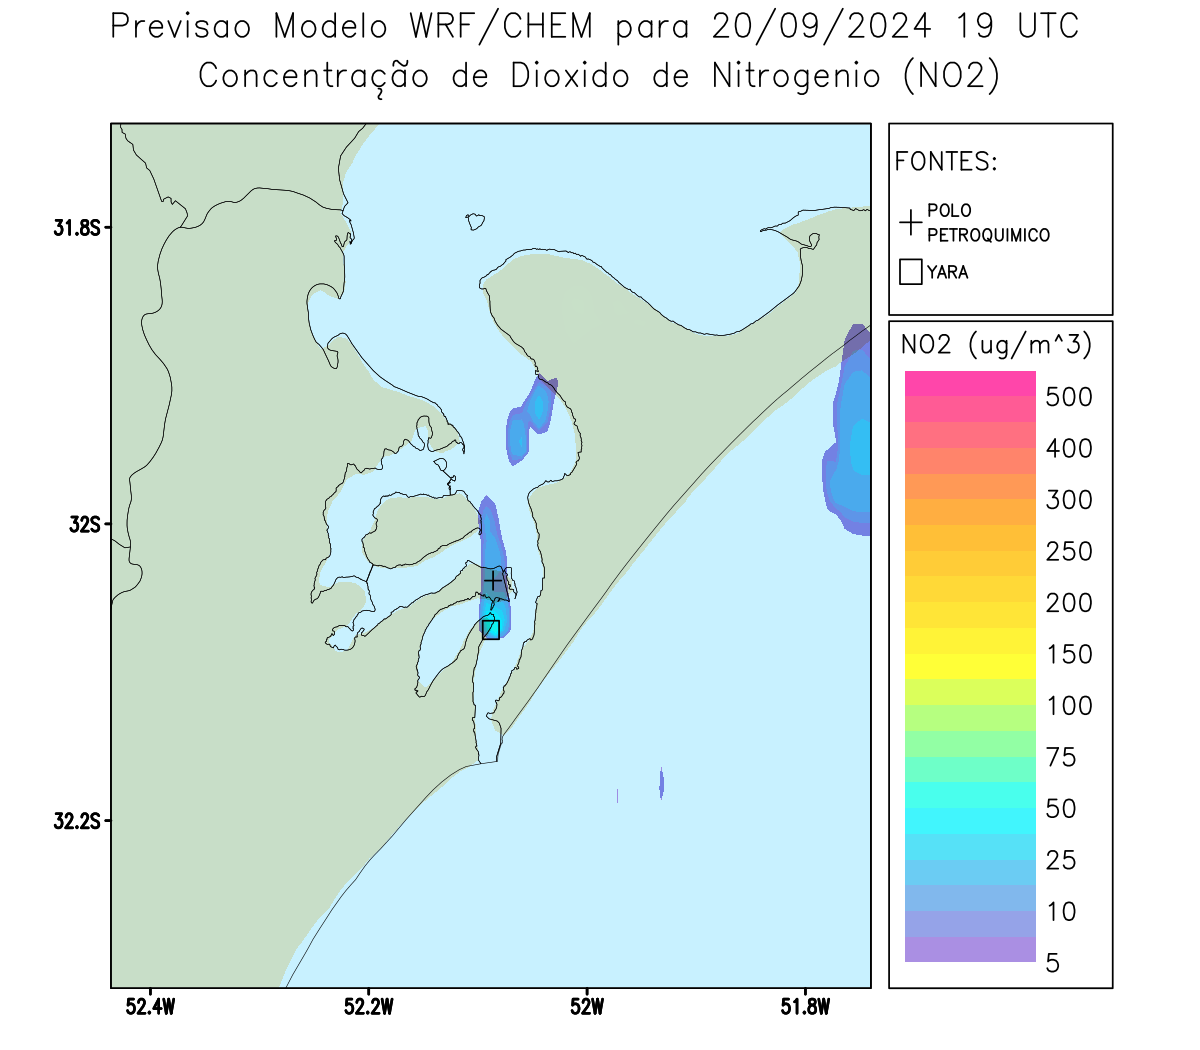 Previsao Modelo WRF/CHEM para 20/09/2024 19 UTC
Concentração de Dioxido de Nitrogenio (NO2)
FONTES:
POLO
PETROQUIMICO
YARA
NO2 (ug/m^3)
500
400
300
250
200
150
100
75
50
25
10
5
31.8S
32S
32.2S
52.4W
52.2W
52W
51.8W